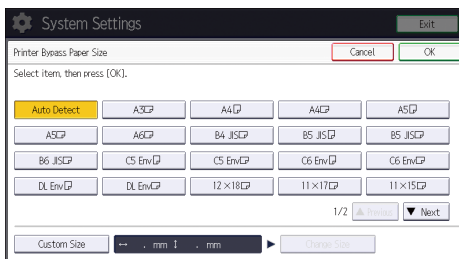 System Settings Exit
Printer Bypass Paper Size Cancel OK
Select item, then press [OK].
Auto Detect A3 A4 A4 A5
A5 A6 B4 JIS B5 JIS B5 JIS
B6 JIS C5 Env C5 Env C6 Env C6 Env
DL Env DL Env 12×18 11×17 11×15
1/2 ▲ Previous ▼ Next
Custom Size ↔ . mm ↕ . mm ▶ Change Size